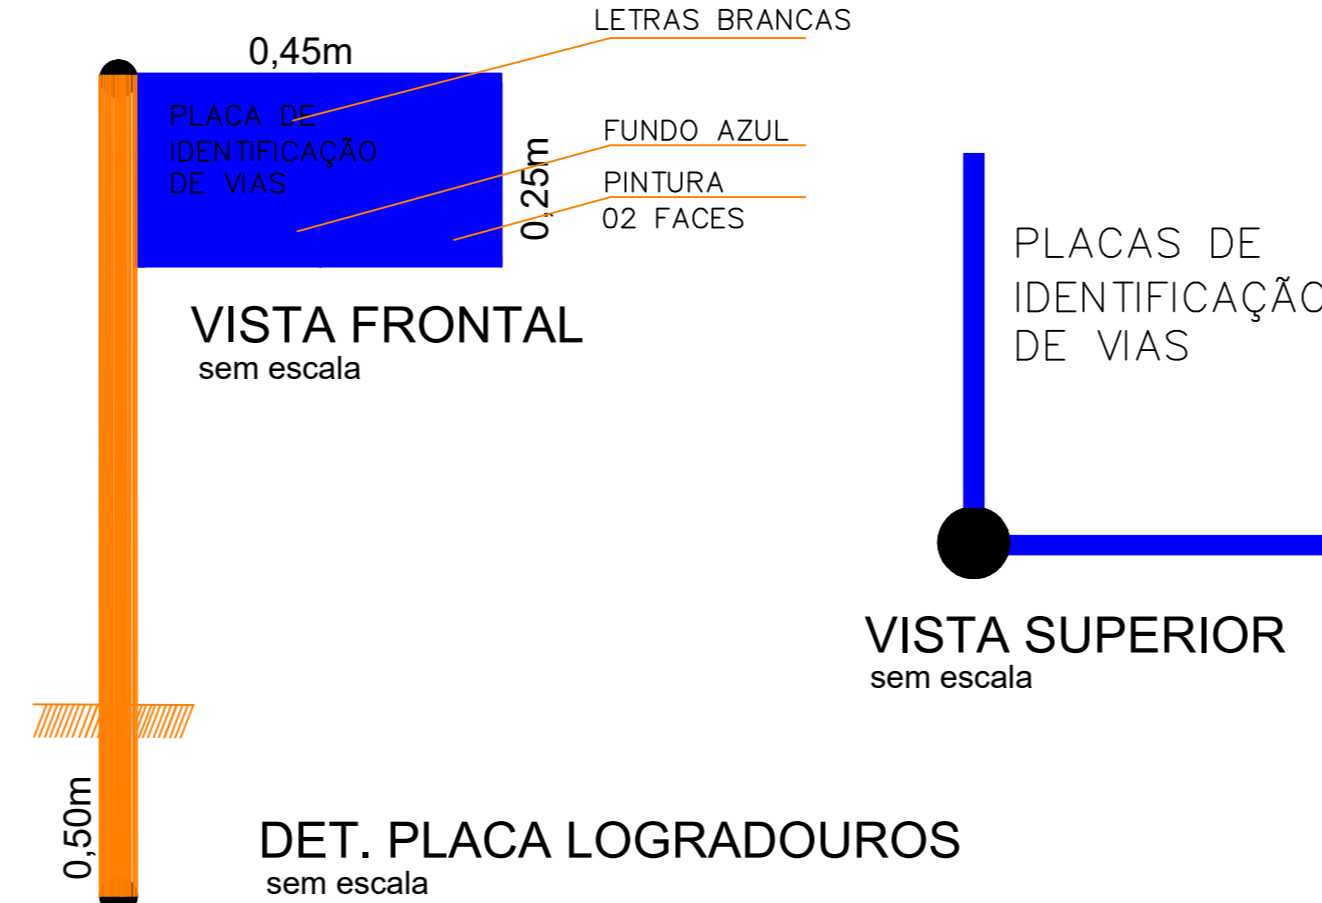 LETRAS BRANCAS
0,45m
PLACA DE
IDENTIFICAÇÃO
DE VIAS
FUNDO AZUL
0,25m
PINTURA
02 FACES
VISTA FRONTAL
sem escala
PLACAS DE
IDENTIFICAÇÃO
DE VIAS
VISTA SUPERIOR
sem escala
0,50m
DET. PLACA LOGRADOUROS
sem escala